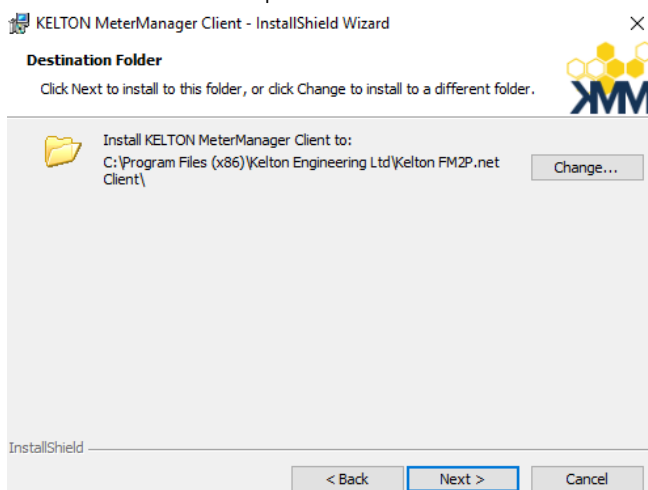 KELTON MeterManager Client - InstallShield Wizard
Destination Folder
Click Next to install to this folder, or click Change to install to a different folder.
KMM
Install KELTON MeterManager Client to:
C:\Program Files (x86)\Kelton Engineering Ltd\Kelton FM2P.net
Client\
Change...
InstallShield
< Back
Next >
Cancel